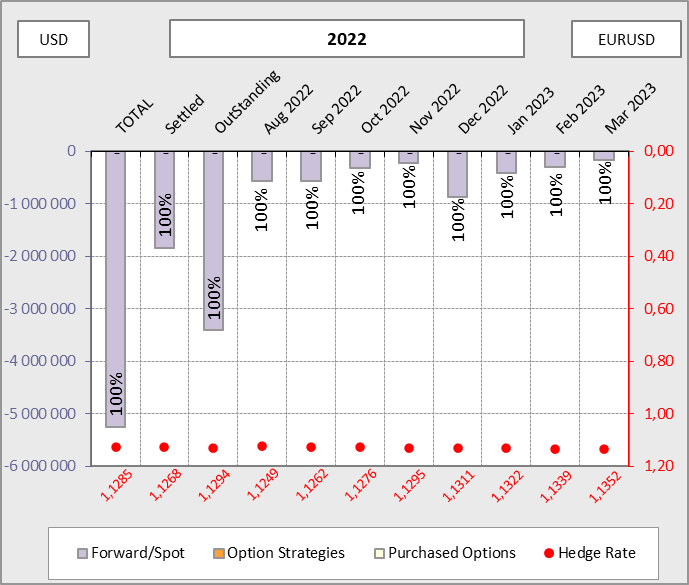 USD
2022
EURUSD
TOTAL
Settled
OutStanding
Aug 2022
Sep 2022
Oct 2022
Nov 2022
Dec 2022
Jan 2023
Feb 2023
Mar 2023
0
-1 000 000
-2 000 000
-3 000 000
-4 000 000
-5 000 000
-6 000 000
100%
100%
100%
100%
100%
100%
100%
100%
100%
100%
100%
0,00
0,20
0,40
0,60
0,80
1,00
1,20
1,1285
1,1268
1,1294
1,1249
1,1262
1,1276
1,1295
1,1311
1,1322
1,1339
1,1352
Forward/Spot
Option Strategies
Purchased Options
Hedge Rate